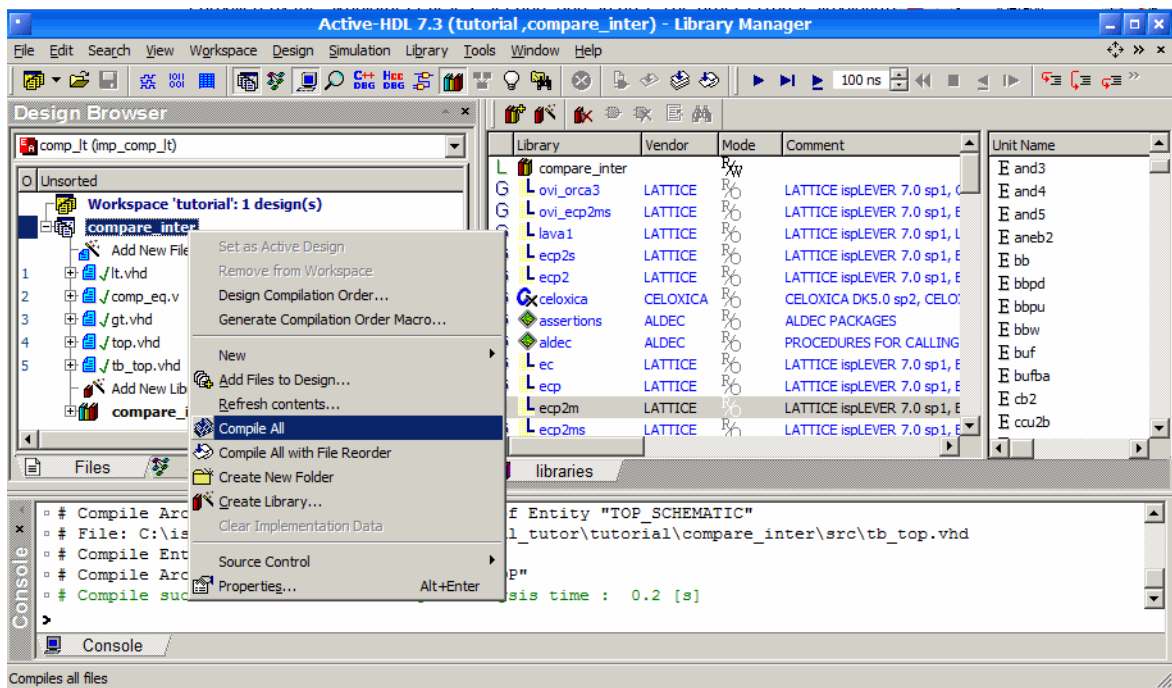 Active-HDL 7.3 (tutorial ,compare_inter) - Library Manager
File Edit Search View Workspace Design Simulation Library Tools Window Help
C++ DBG HEC DBG 100 ns
Design Browser
comp_lt (imp_comp_lt)
O Unsorted
Workspace 'tutorial': 1 design(s)
compare_inter
Add New File
1 lt.vhd
2 comp_eq.v
3 gt.vhd
4 top.vhd
5 tb_top.vhd
Add New Lib
compare_i
Files
Set as Active Design
Remove from Workspace
Design Compilation Order...
Generate Compilation Order Macro...
New
Add Files to Design...
Refresh contents...
Compile All
Compile All with File Reorder
Create New Folder
Create Library...
Clear Implementation Data
Source Control
Properties... Alt+Enter
Library Vendor Mode Comment
L compare_inter R/W
G L ovi_orca3 LATTICE R/O LATTICE ispLEVER 7.0 sp1,
G L ovi_ecp2ms LATTICE R/O LATTICE ispLEVER 7.0 sp1, E
L lava1 LATTICE R/O LATTICE ispLEVER 7.0 sp1, L
L ecp2s LATTICE R/O LATTICE ispLEVER 7.0 sp1, E
L ecp2 LATTICE R/O LATTICE ispLEVER 7.0 sp1, E
celoxica CELOXICA R/O CELOXICA DK5.0 sp2, CELO
assertions ALDEC R/O ALDEC PACKAGES
aldec ALDEC R/O PROCEDURES FOR CALLING
L ec LATTICE R/O LATTICE ispLEVER 7.0 sp1, E
L ecp LATTICE R/O LATTICE ispLEVER 7.0 sp1, E
L ecp2m LATTICE R/O LATTICE ispLEVER 7.0 sp1, E
L ecp2ms LATTICE R/O LATTICE ispLEVER 7.0 sp1, E
libraries
Unit Name
E and3
E and4
E and5
E aneb2
E bb
E bbpd
E bbpu
E bbw
E buf
E bufba
E cb2
E ccu2b
# Compile Arc f Entity "TOP_SCHEMATIC"
# File: C:\is l_tutor\tutorial\compare_inter\src\tb_top.vhd
# Compile Ent
# Compile Arc OP"
# Compile suc sis time : 0.2 [s]
>
Console
Console
Compiles all files